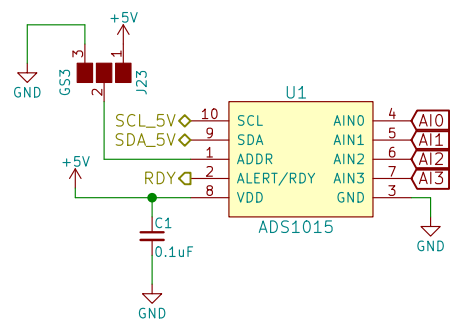 +5V
3
1
GND
GS3
2
J23
U1
SCL_5V
10
SCL
AIN0
4
AI0
SDA_5V
9
SDA
AIN1
5
AI1
1
ADDR
AIN2
6
AI2
+5V
RDY
2
ALERT/RDY
AIN3
7
AI3
8
VDD
GND
3
C1
ADS1015
0.1uF
GND
GND